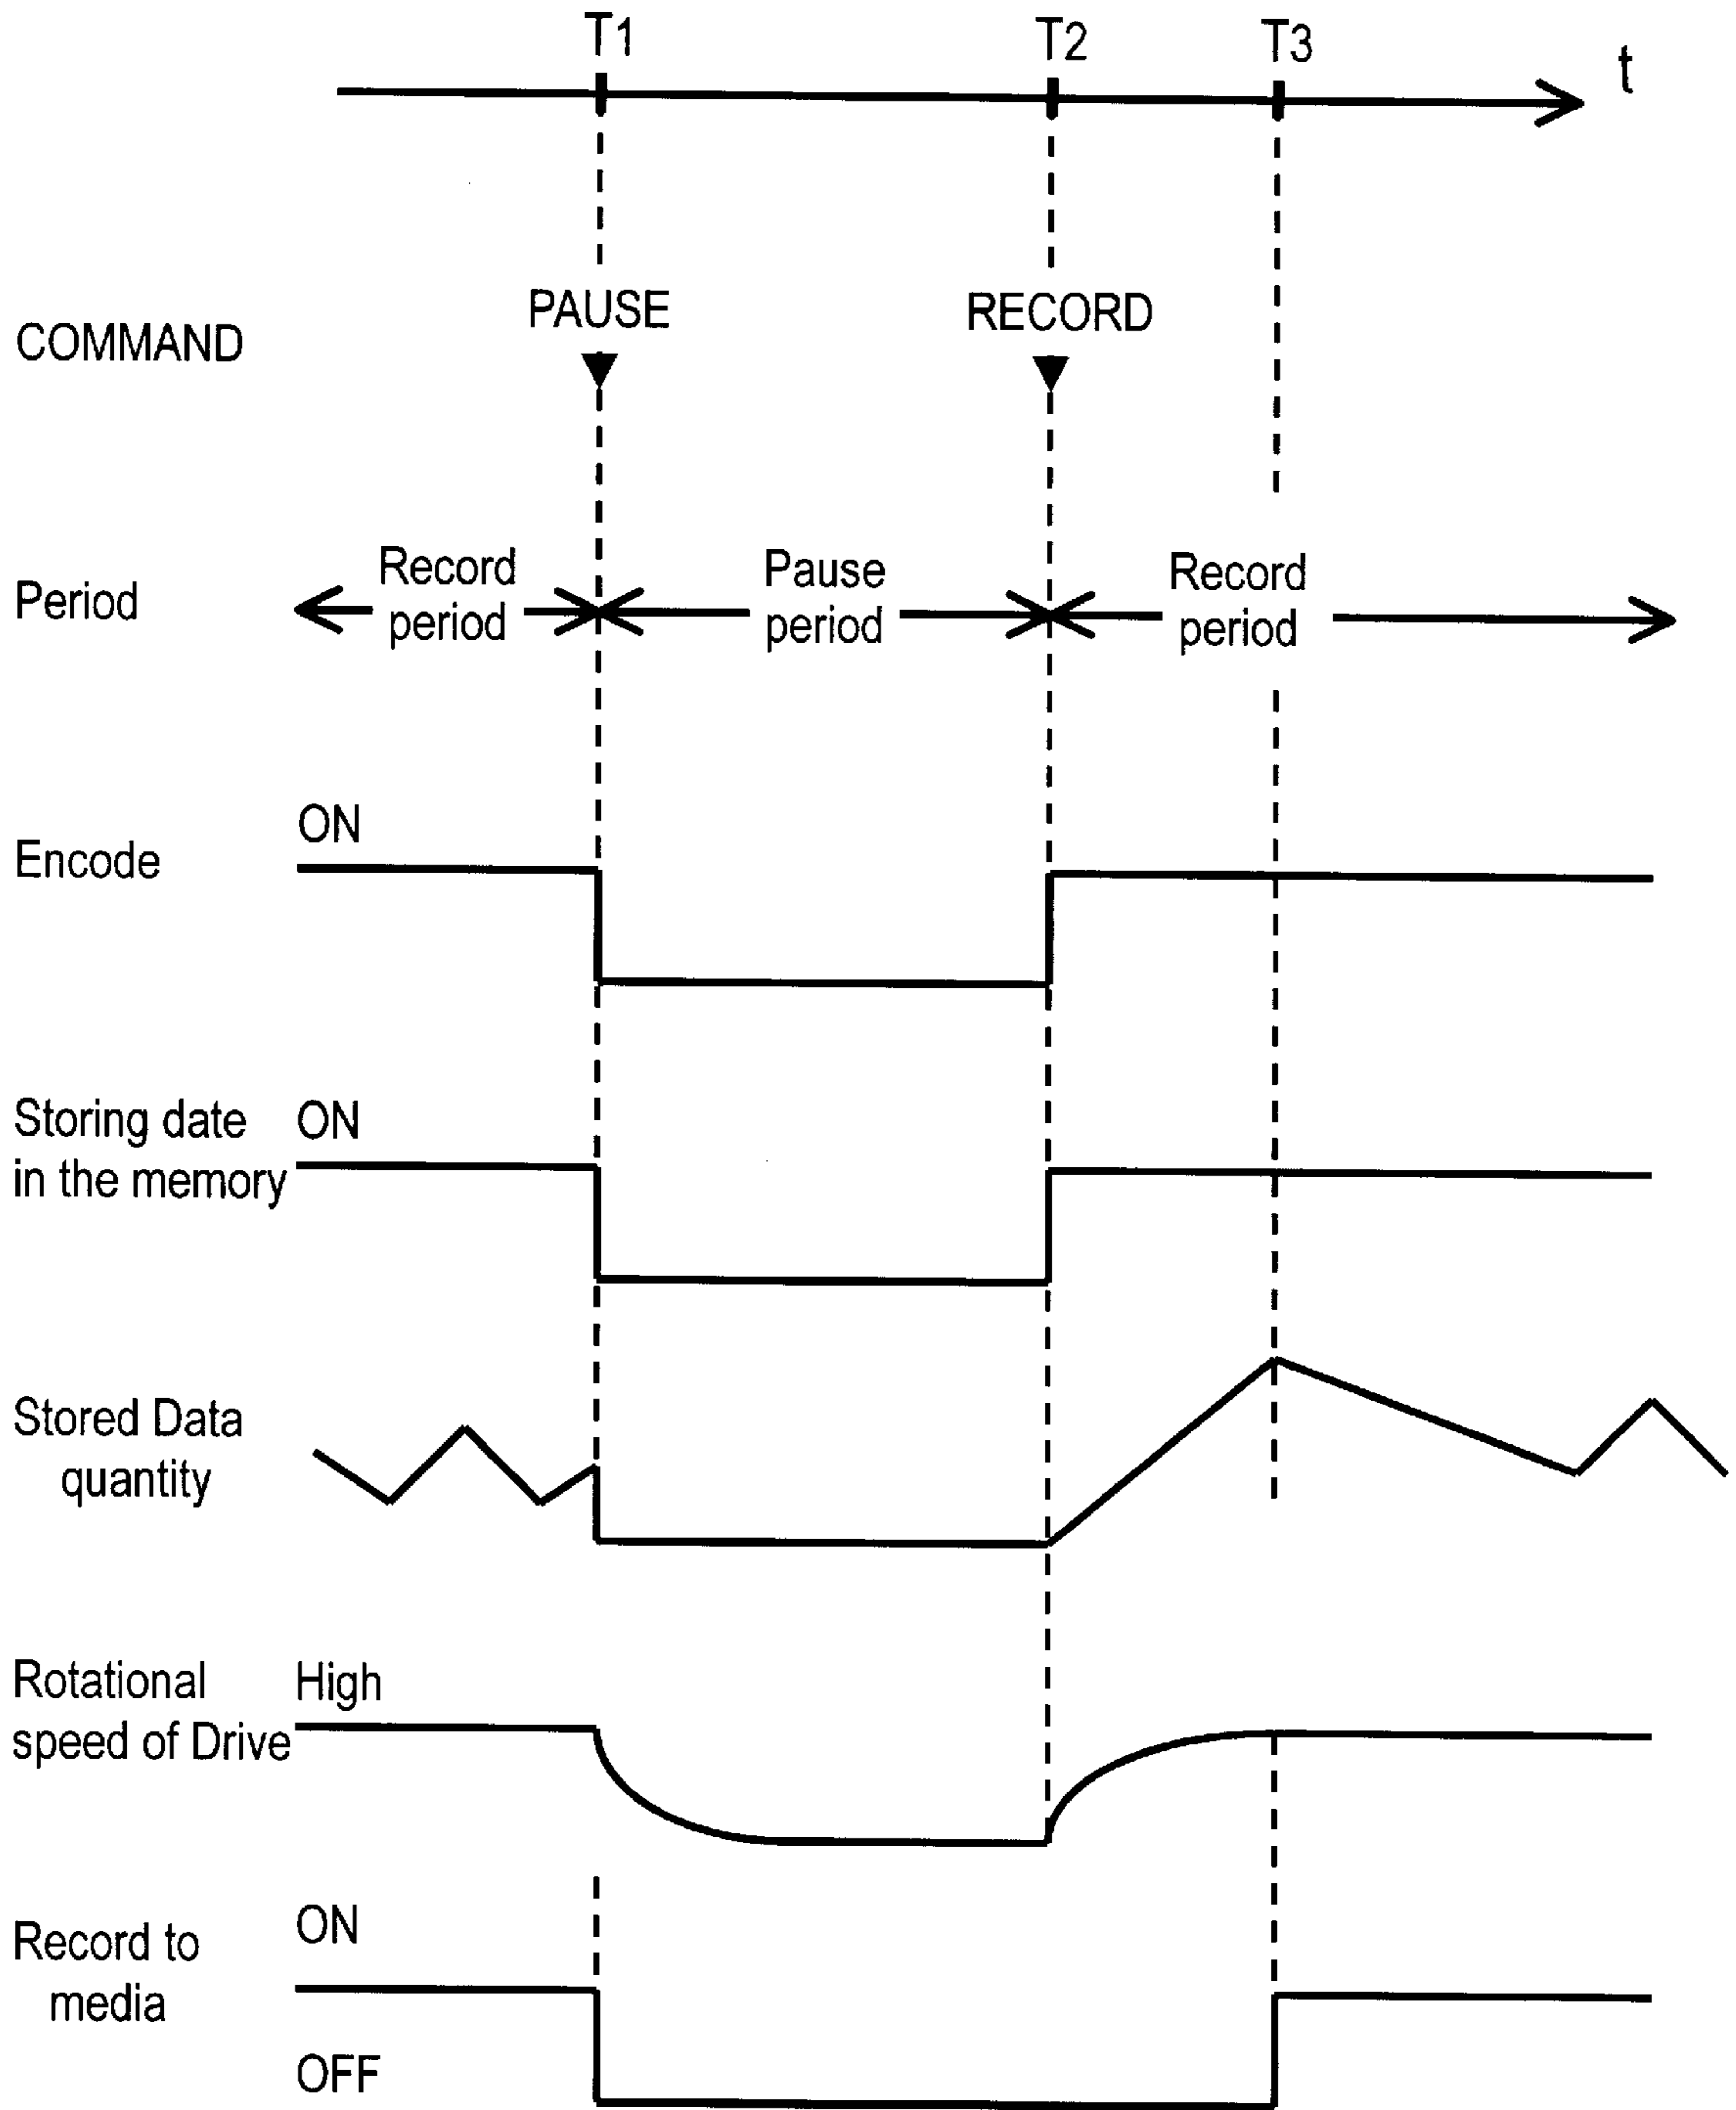 T1
T2
T3
t
COMMAND
PAUSE
RECORD
Period
Record
period
Pause
period
Record
period
ON
Encode
Storing date
in the memory
ON
Stored Data
quantity
Rotational
speed of Drive
High
ON
Record to
media
OFF